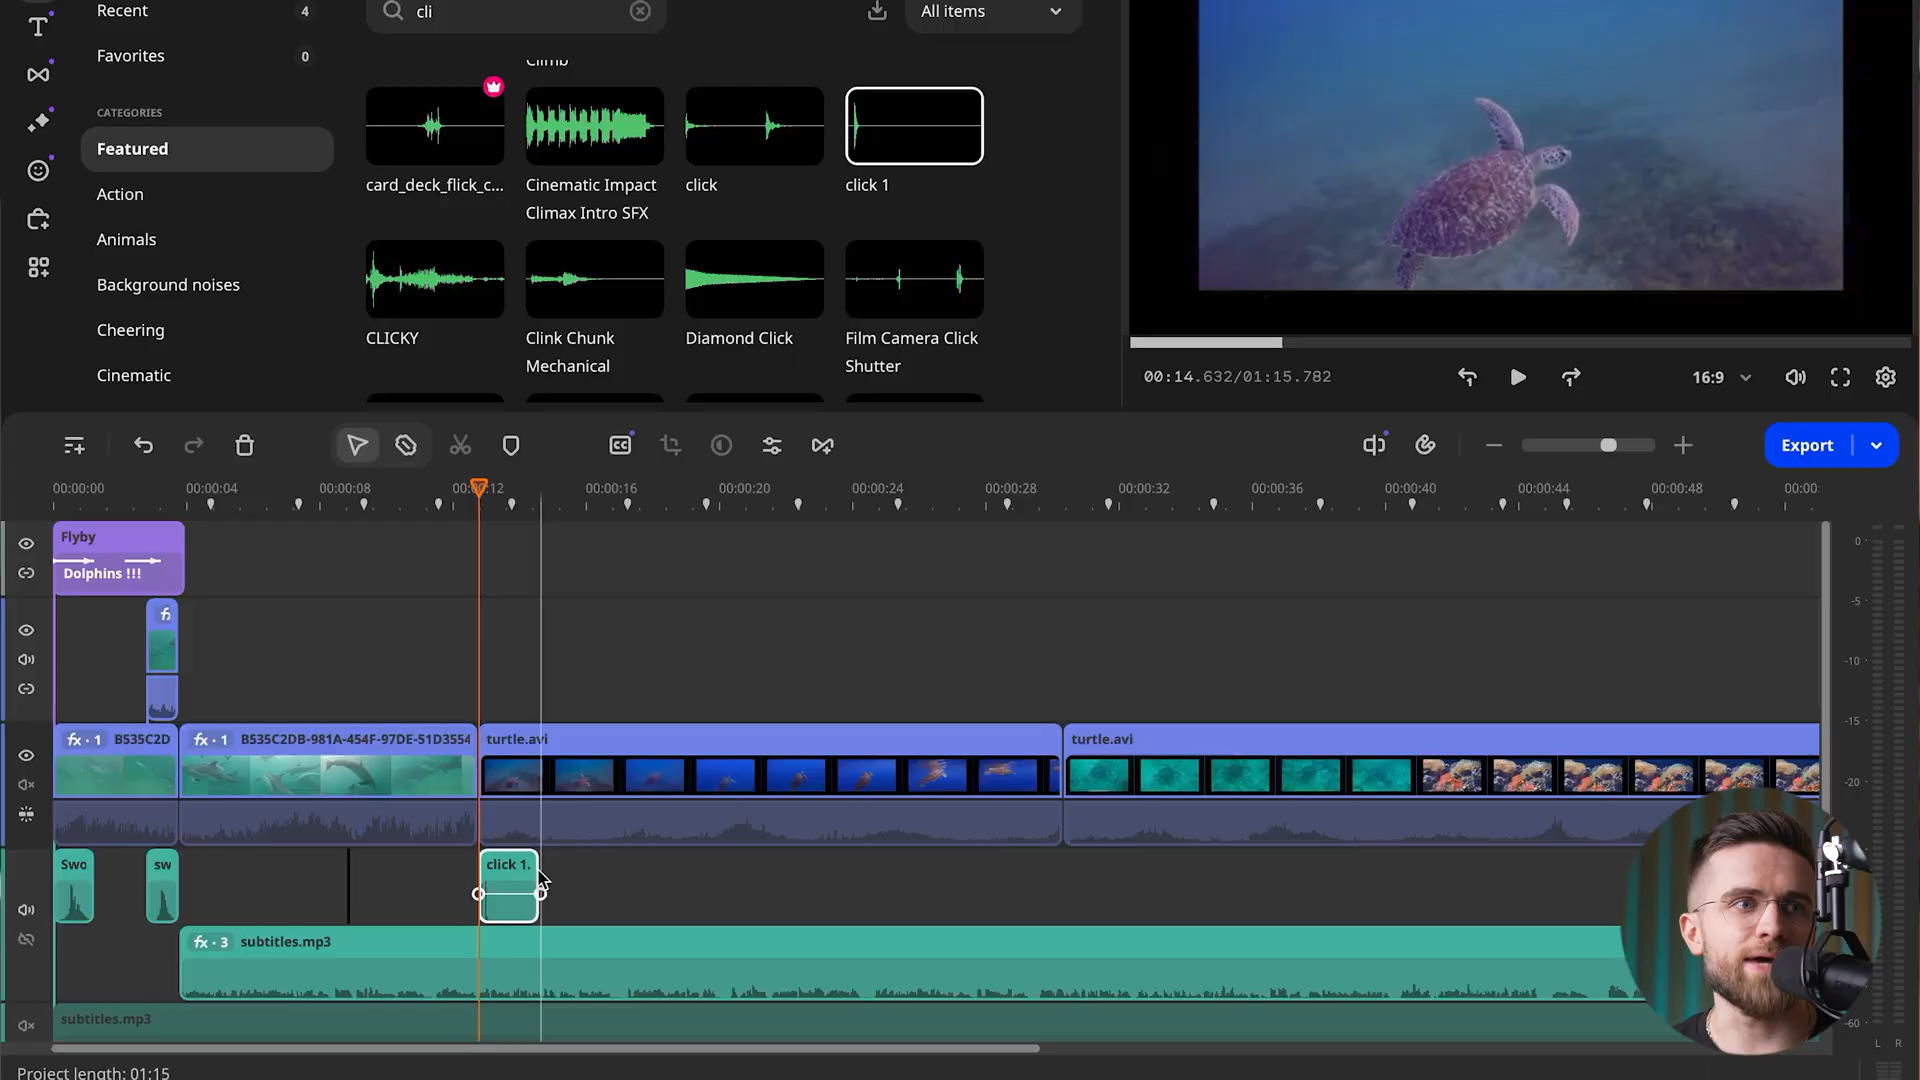 Recent
4
cli
All items
Favorites
0
CATEGORIES
Featured
Action
Animals
Background noises
Cheering
Cinematic
Climb
card_deck_flick_c...
Cinematic Impact
Climax Intro SFX
click
click 1
CLICKY
Clink Chunk
Mechanical
Diamond Click
Film Camera Click
Shutter
00:14.632/01:15.782
16:9
CC
Export
00:00:00
00:00:04
00:00:08
00:00:12
00:00:16
00:00:20
00:00:24
00:00:28
00:00:32
00:00:36
00:00:40
00:00:44
00:00:48
00:00:
Flyby
Dolphins !!!
0
-5
-10
-15
-20
-60
L R
fx
fx · 1 B535C2D
fx · 1 B535C2DB-981A-454F-97DE-51D3554
turtle.avi
turtle.avi
Swo
sw
click 1.
fx · 3 subtitles.mp3
subtitles.mp3
Project length: 01:15